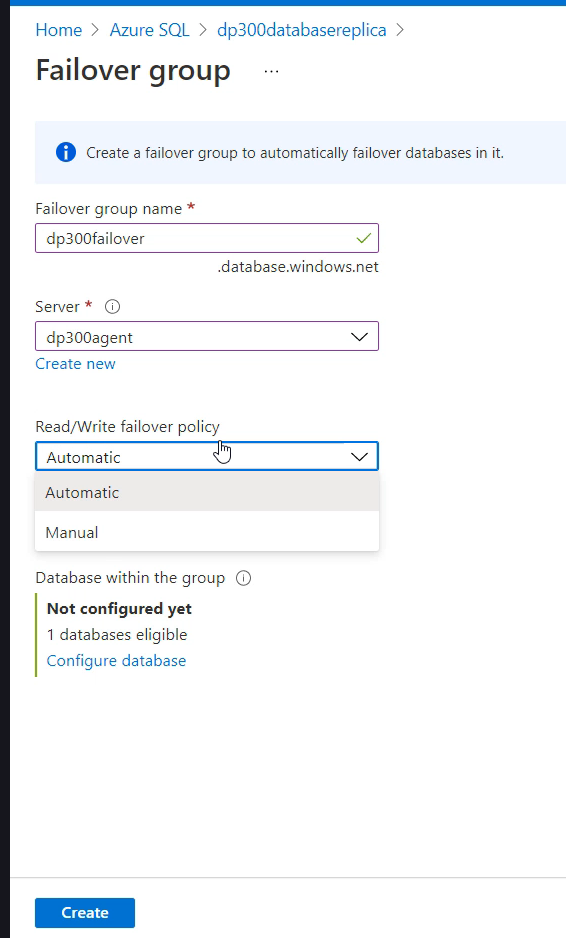 Home > Azure SQL > dp300databasereplica >
Failover group ...
Create a failover group to automatically failover databases in it.
Failover group name *
dp300failover
.database.windows.net
Server *
dp300agent
Create new
Read/Write failover policy
Automatic
Automatic
Manual
Database within the group
Not configured yet
1 databases eligible
Configure database
Create